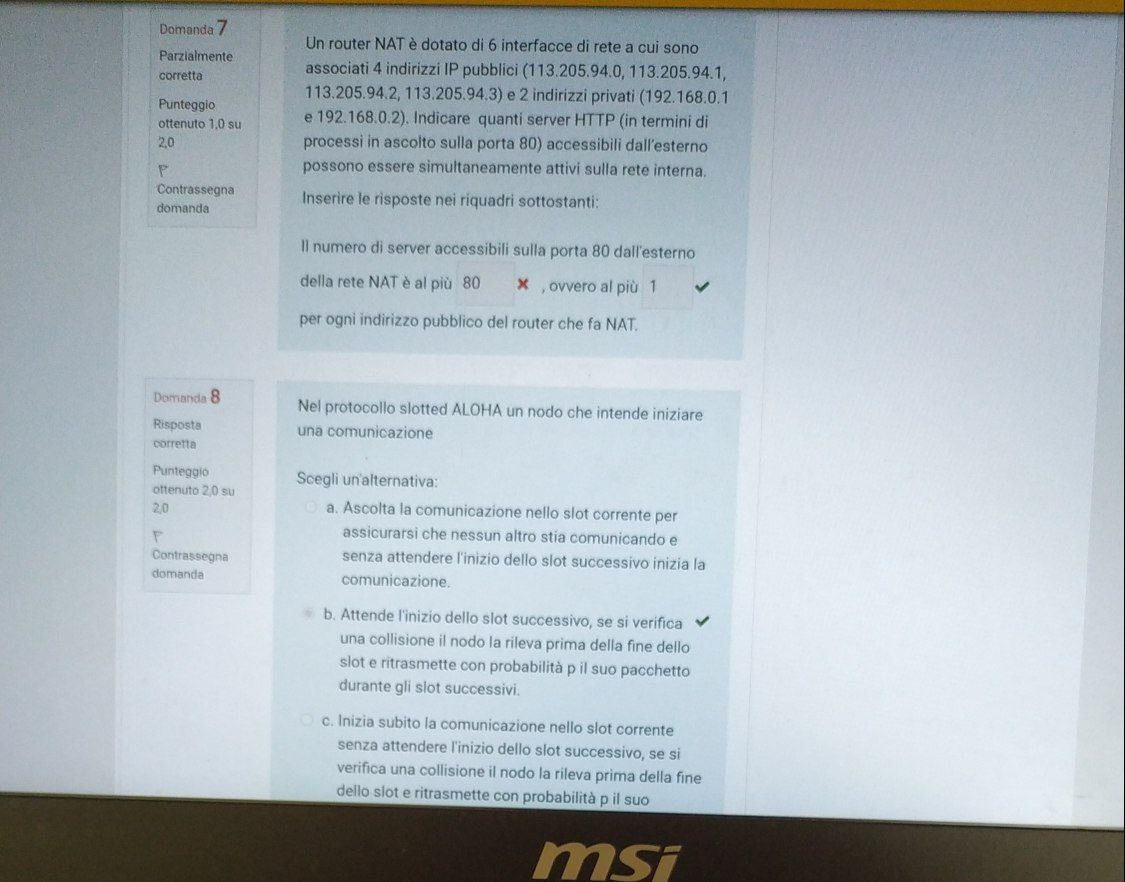 Domanda 7
Parzialmente
corretta
Punteggio
ottenuto 1,0 su
2,0
Contrassegna
domanda
Un router NAT è dotato di 6 interfacce di rete a cui sono
associati 4 indirizzi IP pubblici (113.205.94.0, 113.205.94.1,
113.205.94.2, 113.205.94.3) e 2 indirizzi privati (192.168.0.1
e 192.168.0.2). Indicare quanti server HTTP (in termini di
processi in ascolto sulla porta 80) accessibili dall'esterno
possono essere simultaneamente attivi sulla rete interna.
Inserire le risposte nei riquadri sottostanti:
Il numero di server accessibili sulla porta 80 dall'esterno
della rete NAT è al più 80 , ovvero al più 1
per ogni indirizzo pubblico del router che fa NAT.
Domanda 8
Risposta
corretta
Punteggio
ottenuto 2,0 su
2,0
Contrassegna
domanda
Nel protocollo slotted ALOHA un nodo che intende iniziare
una comunicazione
Scegli un'alternativa:
a. Ascolta la comunicazione nello slot corrente per
assicurarsi che nessun altro stia comunicando e
senza attendere l'inizio dello slot successivo inizia la
comunicazione.
b. Attende l'inizio dello slot successivo, se si verifica
una collisione il nodo la rileva prima della fine dello
slot e ritrasmette con probabilità p il suo pacchetto
durante gli slot successivi.
c. Inizia subito la comunicazione nello slot corrente
senza attendere l'inizio dello slot successivo, se si
verifica una collisione il nodo la rileva prima della fine
dello slot e ritrasmette con probabilità p il suo
msi